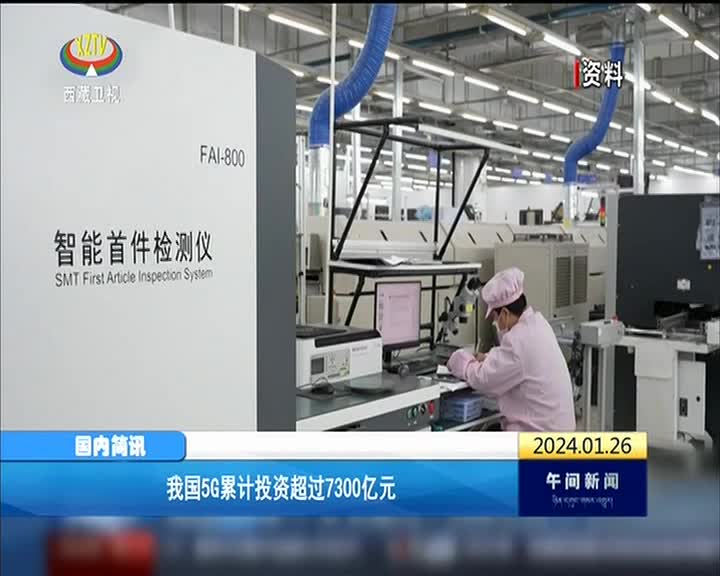 XZTV
西藏卫视
资料
FAI-800
智能首件检测仪
SMT First Article Inspection System
国内简讯
2024.01.26
我国5G累计投资超过7300亿元
午间新闻